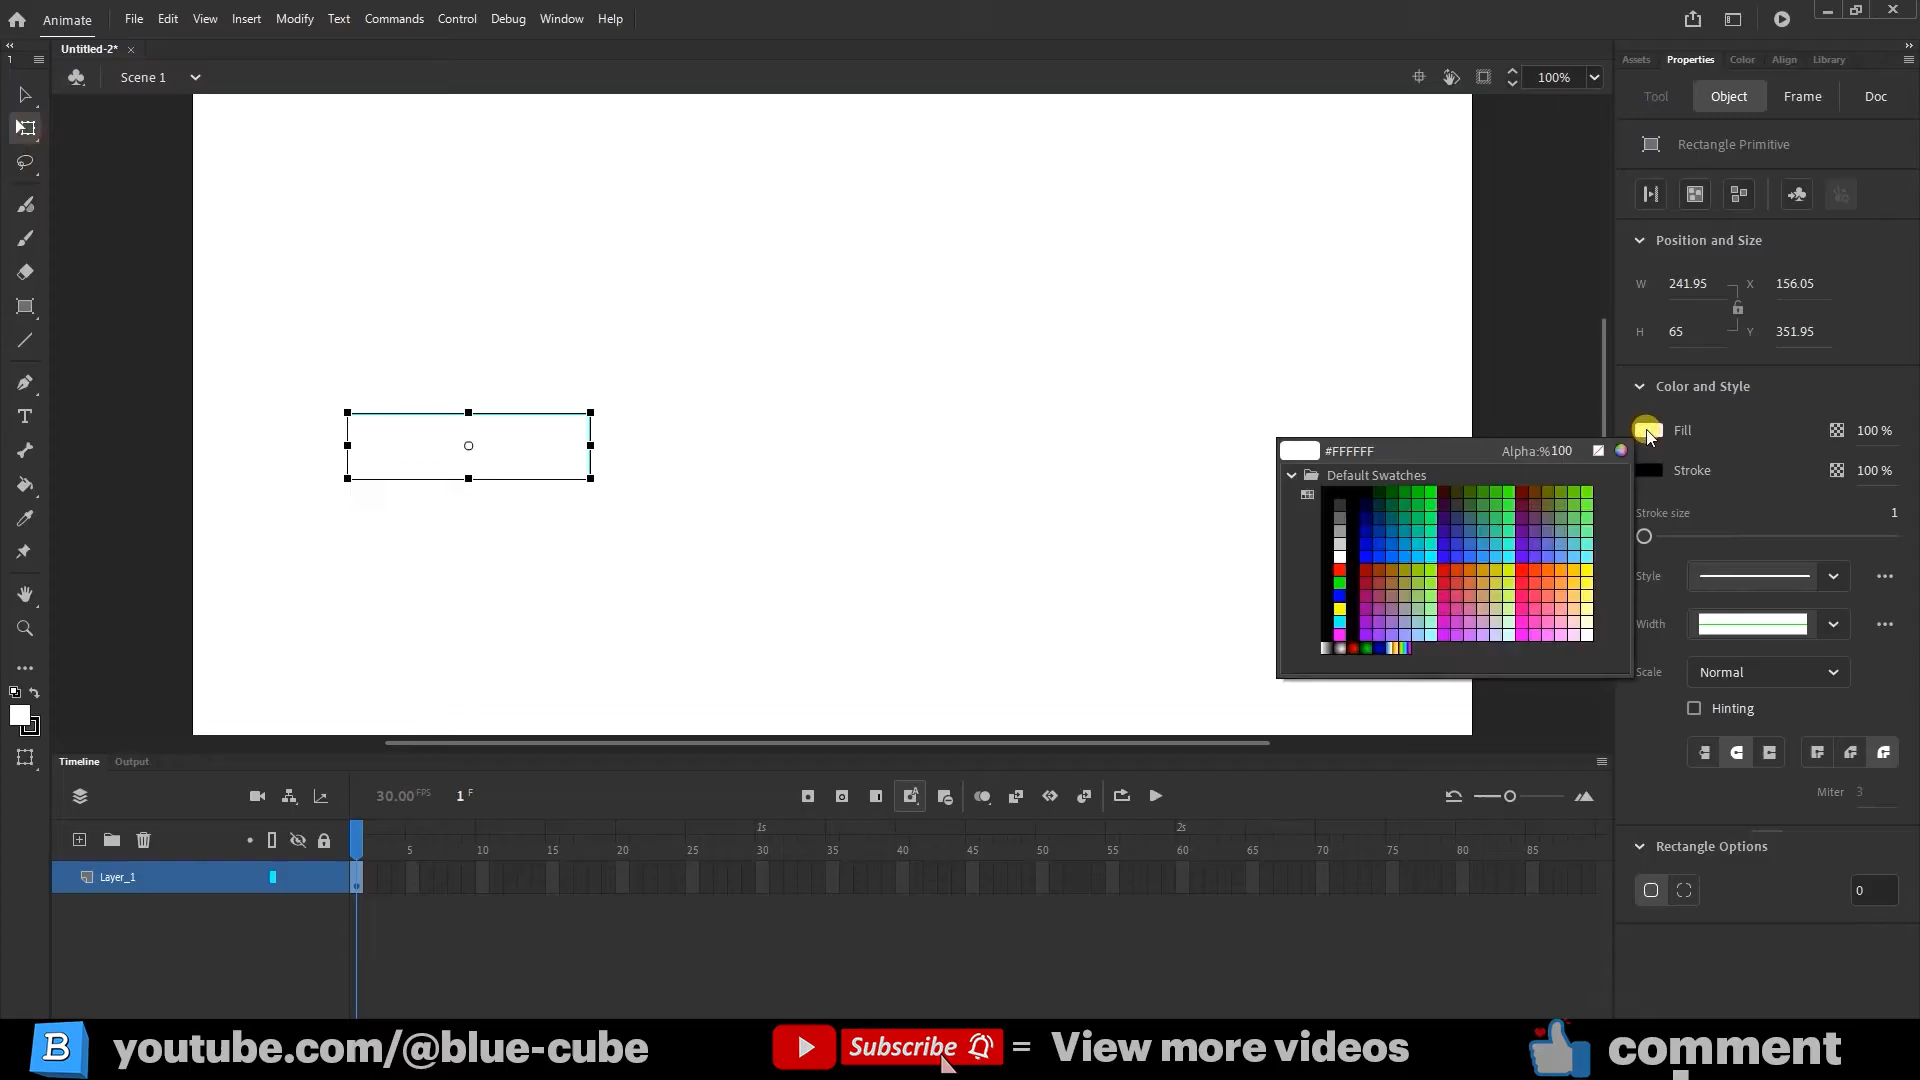 Animate File Edit View Insert Modify Text Commands Control Debug Window Help
Untitled-2*
Scene 1
100%
Assets Properties Color Align Library
Tool Object Frame Doc
Rectangle Primitive
Position and Size
W 241.95 X 156.05
H 65 Y 351.95
Color and Style
Fill 100 %
Stroke 100 %
Stroke size 1
Style
Width
Scale Normal
Hinting
Miter 3
Rectangle Options
0
#FFFFFF Alpha:% 100
Default Swatches
Timeline Output
30.00 FPS 1 F
1s 2s
5 10 15 20 25 30 35 40 45 50 55 60 65 70 75 80 85
Layer_1
B youtube.com/@blue-cube Subscribe = View more videos comment